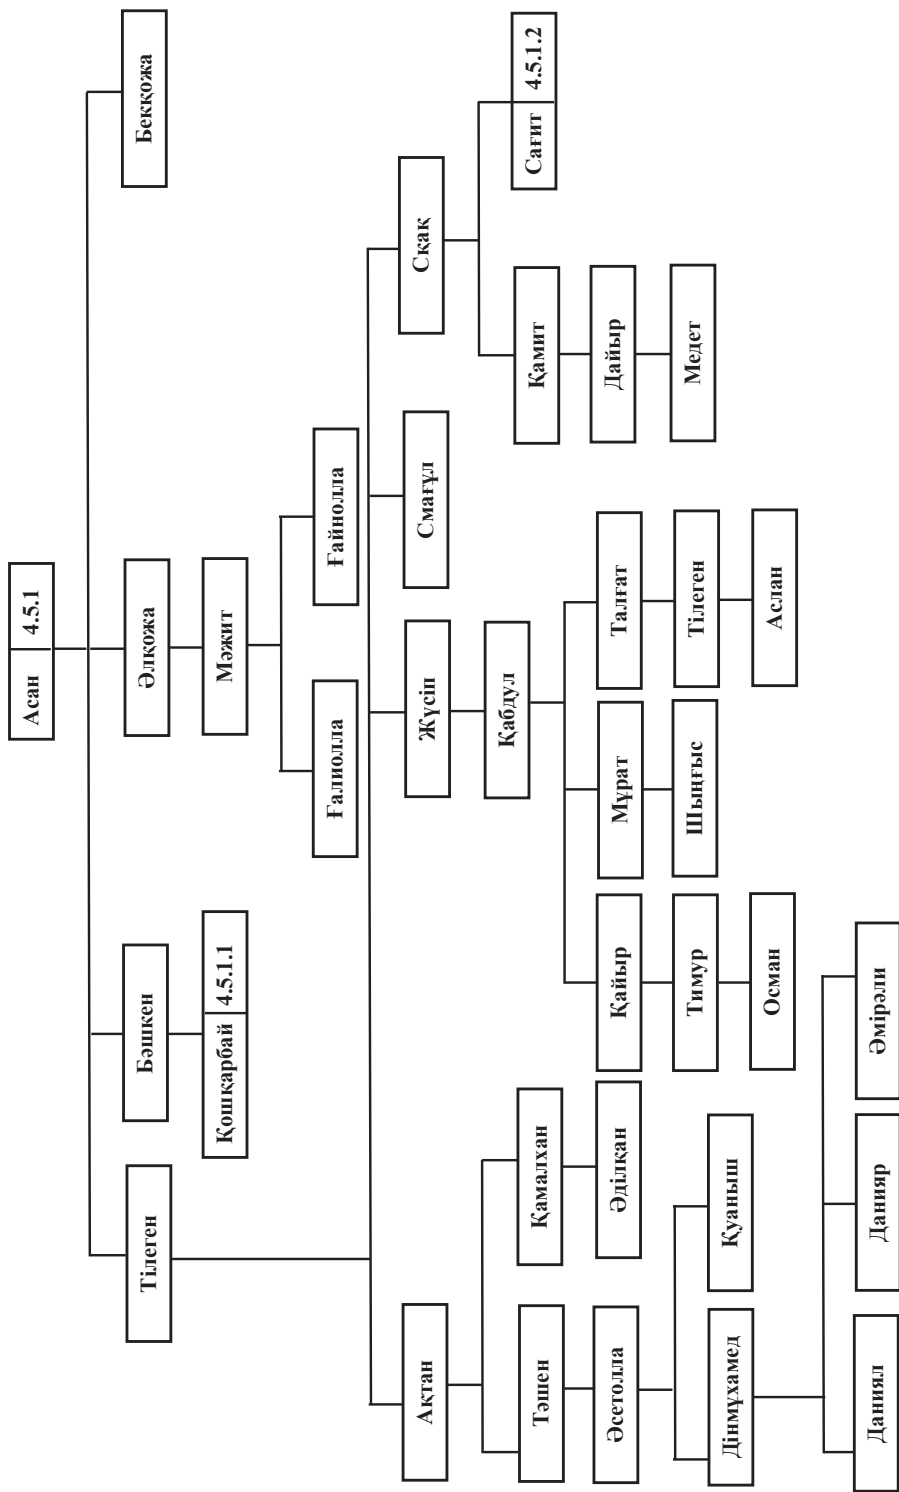 Асан 4.5.1
Тілеген
Бәшкен
Әлқожа
Бекқожа
Қошқарбай 4.5.1.1
Мәжит
Ғалиолла
Ғайнолла
Ақтан
Жүсіп
Смағұл
Сқақ
Қабдул
Тәшен
Қамалхан
Қамит
Сағит 4.5.1.2
Әсетолла
Әділқан
Қайыр
Мұрат
Талғат
Дайыр
Тимур
Шыңғыс
Тілеген
Медет
Дінмұхамед
Қуаныш
Осман
Аслан
Даниял
Данияр
Әмірәли